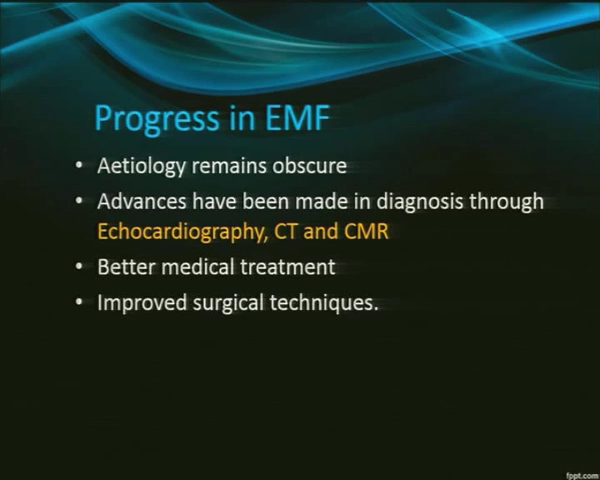 Progress in EMF
• Aetiology remains obscure
• Advances have been made in diagnosis through
Echocardiography, CT and CMR
• Better medical treatment
• Improved surgical techniques.
fppt.com